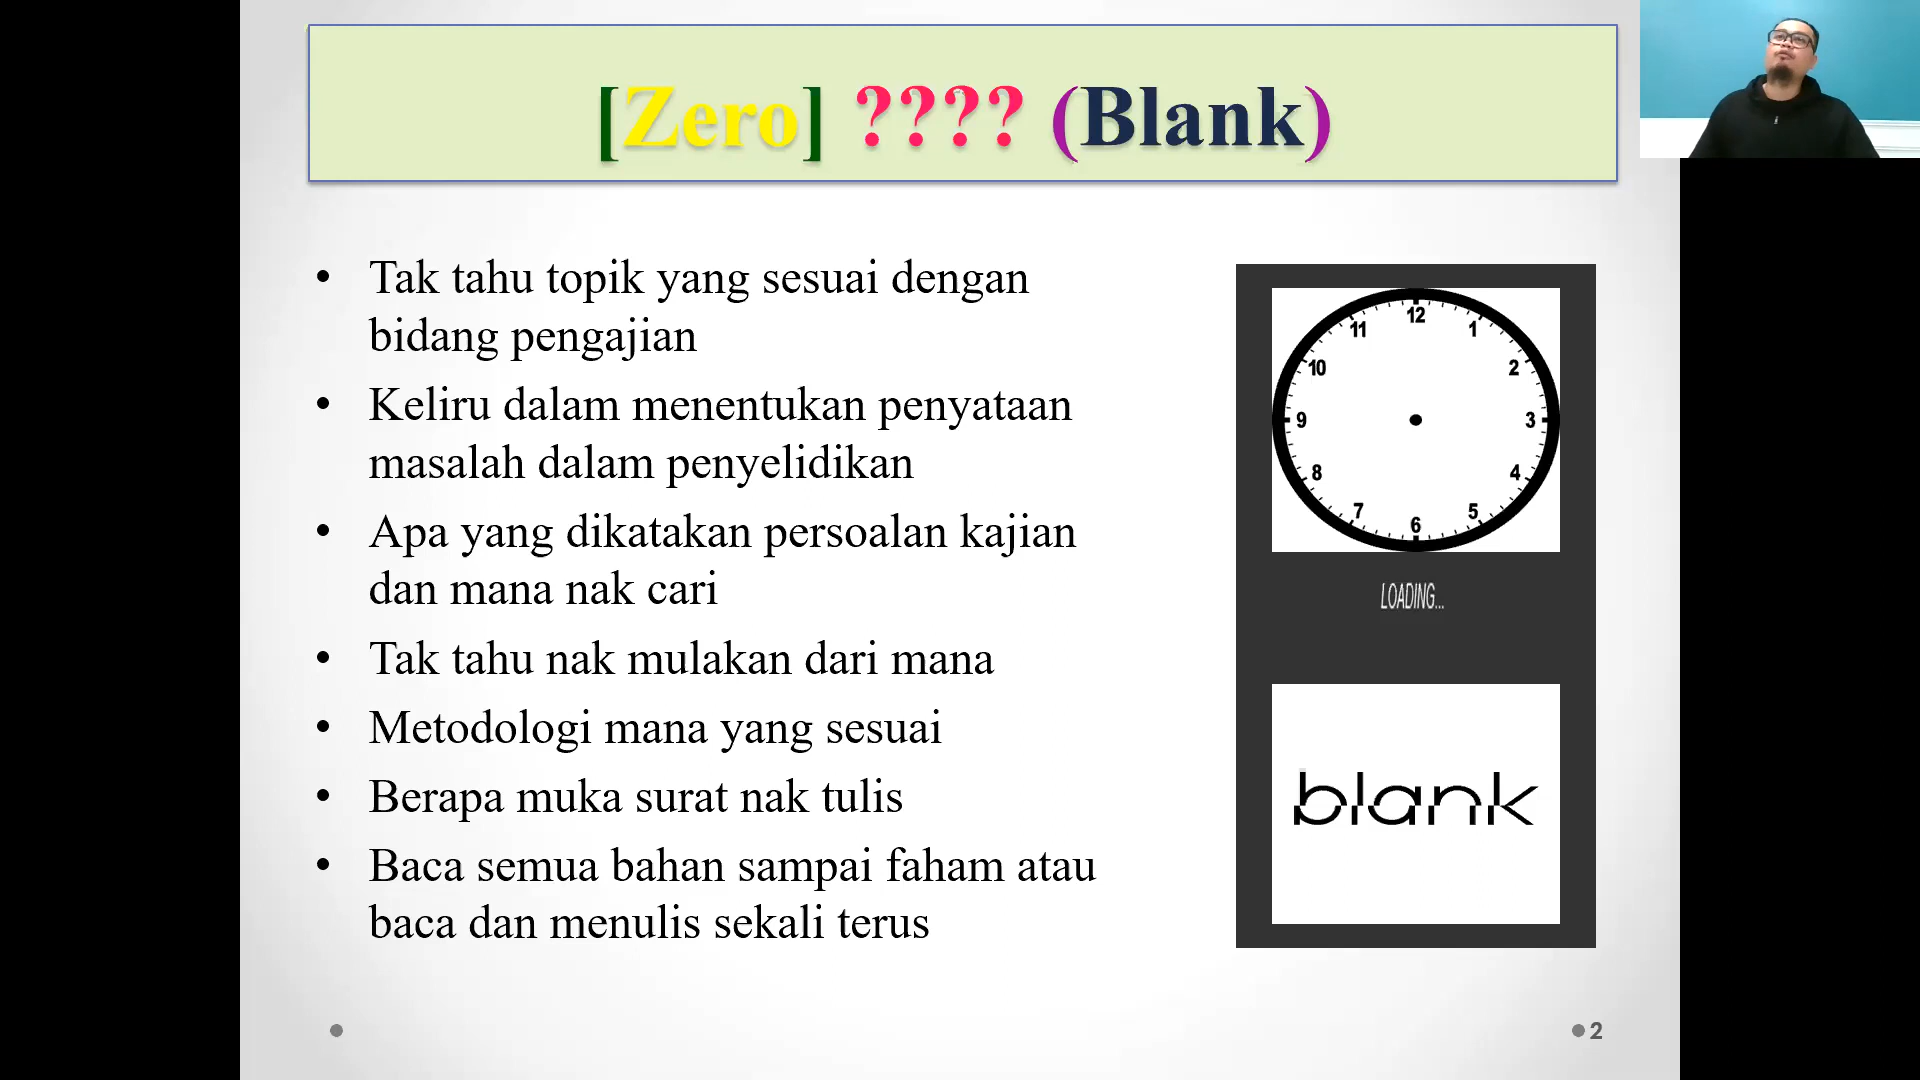 [Zero] ???? (Blank)
• Tak tahu topik yang sesuai dengan
bidang pengajian
• Keliru dalam menentukan penyataan
masalah dalam penyelidikan
• Apa yang dikatakan persoalan kajian
dan mana nak cari
• Tak tahu nak mulakan dari mana
• Metodologi mana yang sesuai
• Berapa muka surat nak tulis
• Baca semua bahan sampai faham atau
baca dan menulis sekali terus
12
1
2
3
4
5
6
7
8
9
10
11
LOADING...
blank
2